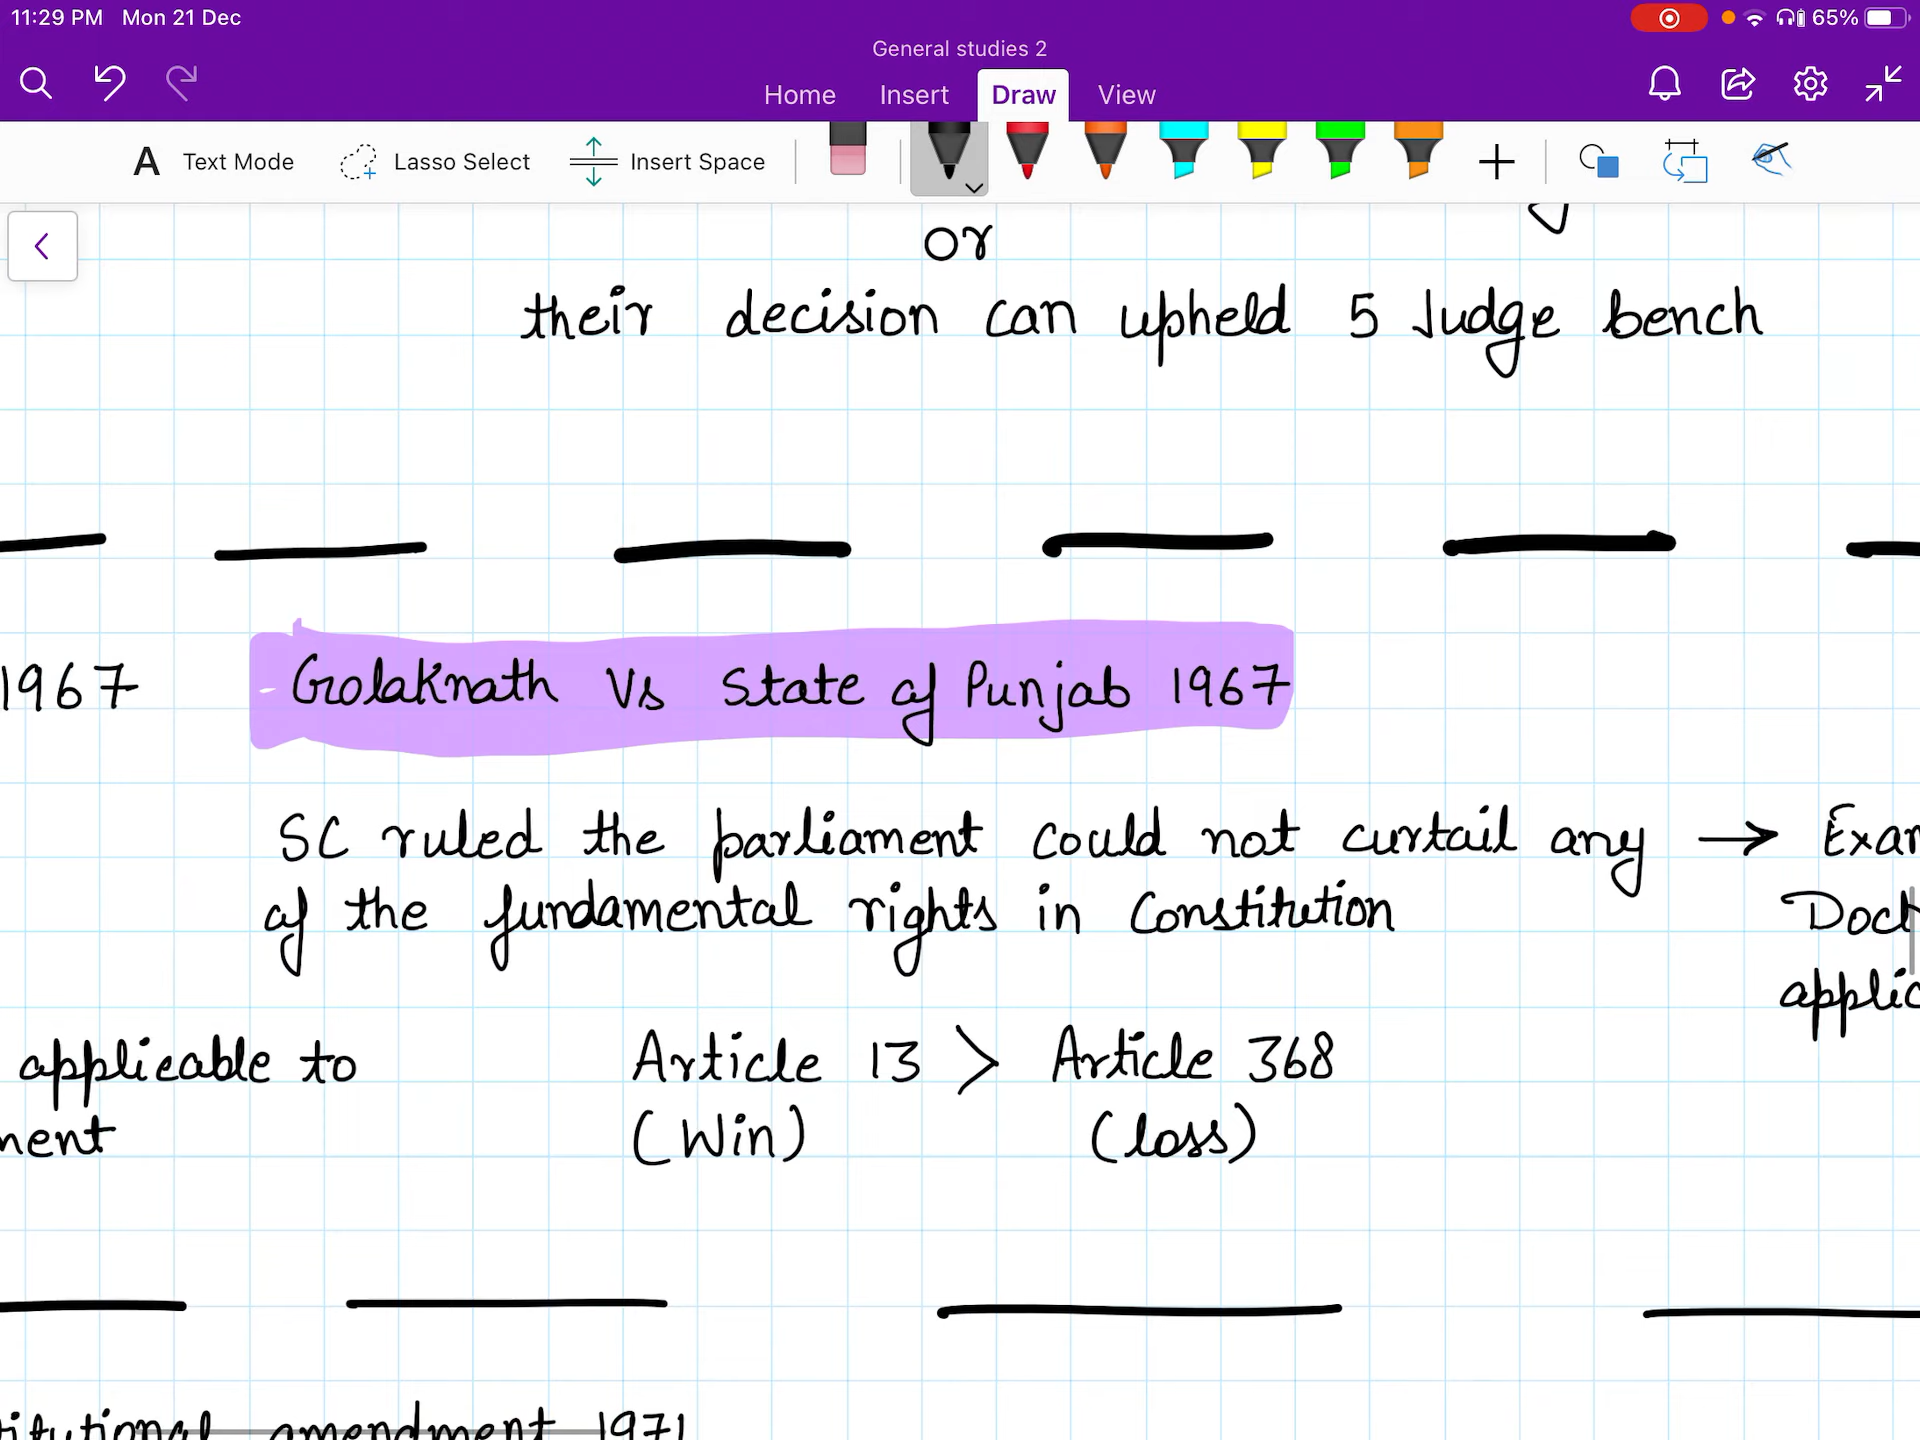 11:29 PM Mon 21 Dec
65%
General studies 2
Home Insert Draw View
Text Mode Lasso Select Insert Space
or
their decision can upheld 5 Judge bench
1967 - Golaknath Vs State of Punjab 1967
SC ruled the parliament could not curtail any →
of the fundamental rights in Constitution
applicable to Article 13 > Article 368
(Win) (loss)
amendment 1971